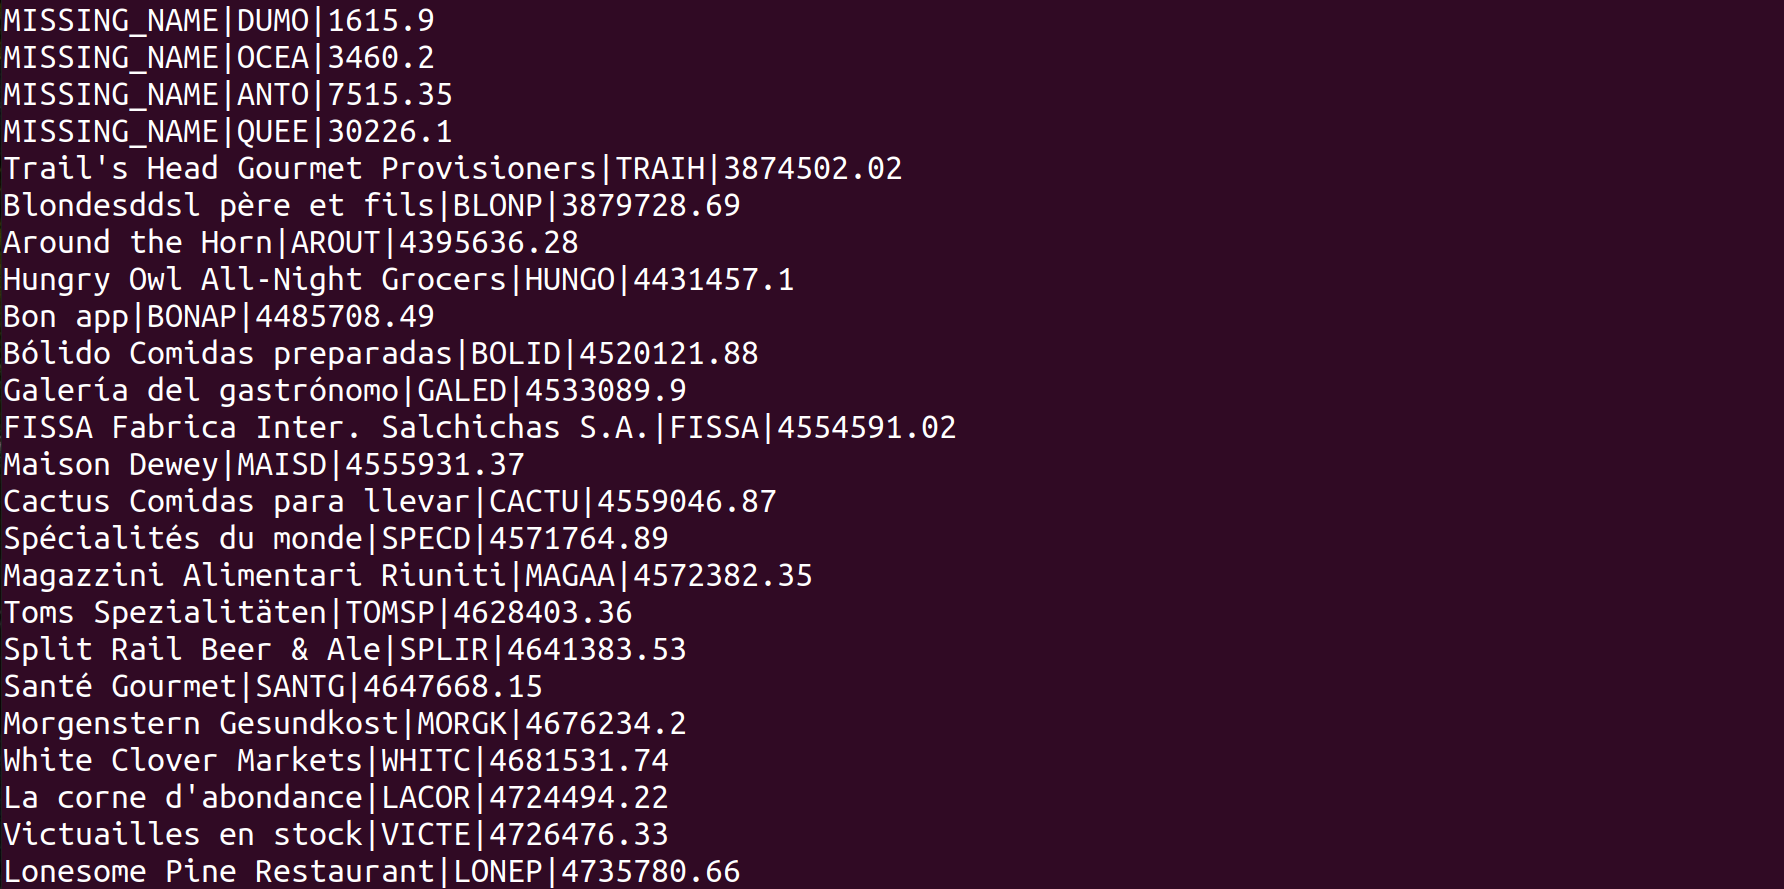 MISSING_NAME|DUMO|1615.9
MISSING_NAME|OCEA|3460.2
MISSING_NAME|ANTO|7515.35
MISSING_NAME|QUEE|30226.1
Trail's Head Gourmet Provisioners|TRAIH|3874502.02
Blondesddsl père et fils|BLONP|3879728.69
Around the Horn|AROUT|4395636.28
Hungry Owl All-Night Grocers|HUNGO|4431457.1
Bon app|BONAP|4485708.49
Bólido Comidas preparadas|BOLID|4520121.88
Galería del gastrónomo|GALED|4533089.9
FISSA Fabrica Inter. Salchichas S.A.|FISSA|4554591.02
Maison Dewey|MAISD|4555931.37
Cactus Comidas para llevar|CACTU|4559046.87
Spécialités du monde|SPECD|4571764.89
Magazzini Alimentari Riuniti|MAGAA|4572382.35
Toms Spezialitäten|TOMSP|4628403.36
Split Rail Beer & Ale|SPLIR|4641383.53
Santé Gourmet|SANTG|4647668.15
Morgenstern Gesundkost|MORGK|4676234.2
White Clover Markets|WHITC|4681531.74
La corne d'abondance|LACOR|4724494.22
Victuailles en stock|VICTE|4726476.33
Lonesome Pine Restaurant|LONEP|4735780.66